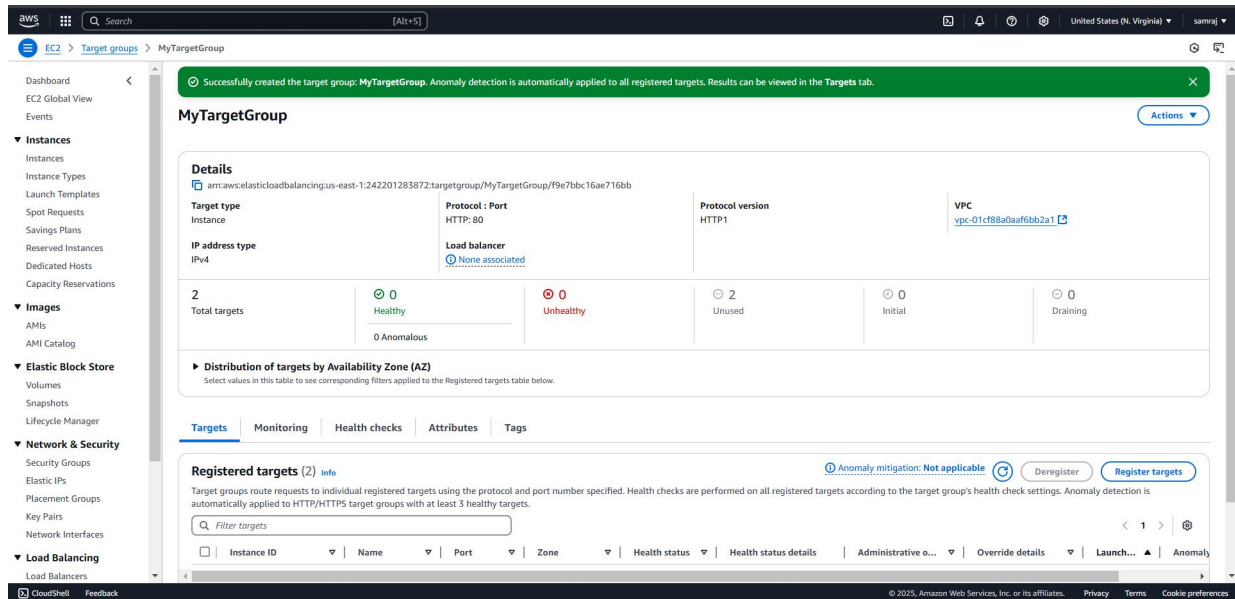 aws
Search
[Alt+S]
United States (N. Virginia)
samraj
EC2 > Target groups > MyTargetGroup
Dashboard
EC2 Global View
Events
Instances
Instances
Instance Types
Launch Templates
Spot Requests
Savings Plans
Reserved Instances
Dedicated Hosts
Capacity Reservations
Images
AMIs
AMI Catalog
Elastic Block Store
Volumes
Snapshots
Lifecycle Manager
Network & Security
Security Groups
Elastic IPs
Placement Groups
Key Pairs
Network Interfaces
Load Balancing
Load Balancers
Successfully created the target group: MyTargetGroup. Anomaly detection is automatically applied to all registered targets. Results can be viewed in the Targets tab.
MyTargetGroup
Actions
Details
arn:aws:elasticloadbalancing:us-east-1:242201283872:targetgroup/MyTargetGroup/f9e7bbc16ae716bb
Target type
Instance
Protocol : Port
HTTP: 80
Protocol version
HTTP1
VPC
vpc-01cf88a0aaf6bb2a1
IP address type
IPv4
Load balancer
None associated
2
Total targets
0
Healthy
0 Anomalous
0
Unhealthy
2
Unused
0
Initial
0
Draining
Distribution of targets by Availability Zone (AZ)
Select values in this table to see corresponding filters applied to the Registered targets table below.
Targets Monitoring Health checks Attributes Tags
Registered targets (2) Info
Anomaly mitigation: Not applicable
Deregister
Register targets
Target groups route requests to individual registered targets using the protocol and port number specified. Health checks are performed on all registered targets according to the target group's health check settings. Anomaly detection is
automatically applied to HTTP/HTTPS target groups with at least 3 healthy targets.
Filter targets
< 1 >
Instance ID Name Port Zone Health status Health status details Administrative o... Override details Launch... Anomaly
CloudShell Feedback
© 2025, Amazon Web Services, Inc. or its affiliates. Privacy Terms Cookie preferences